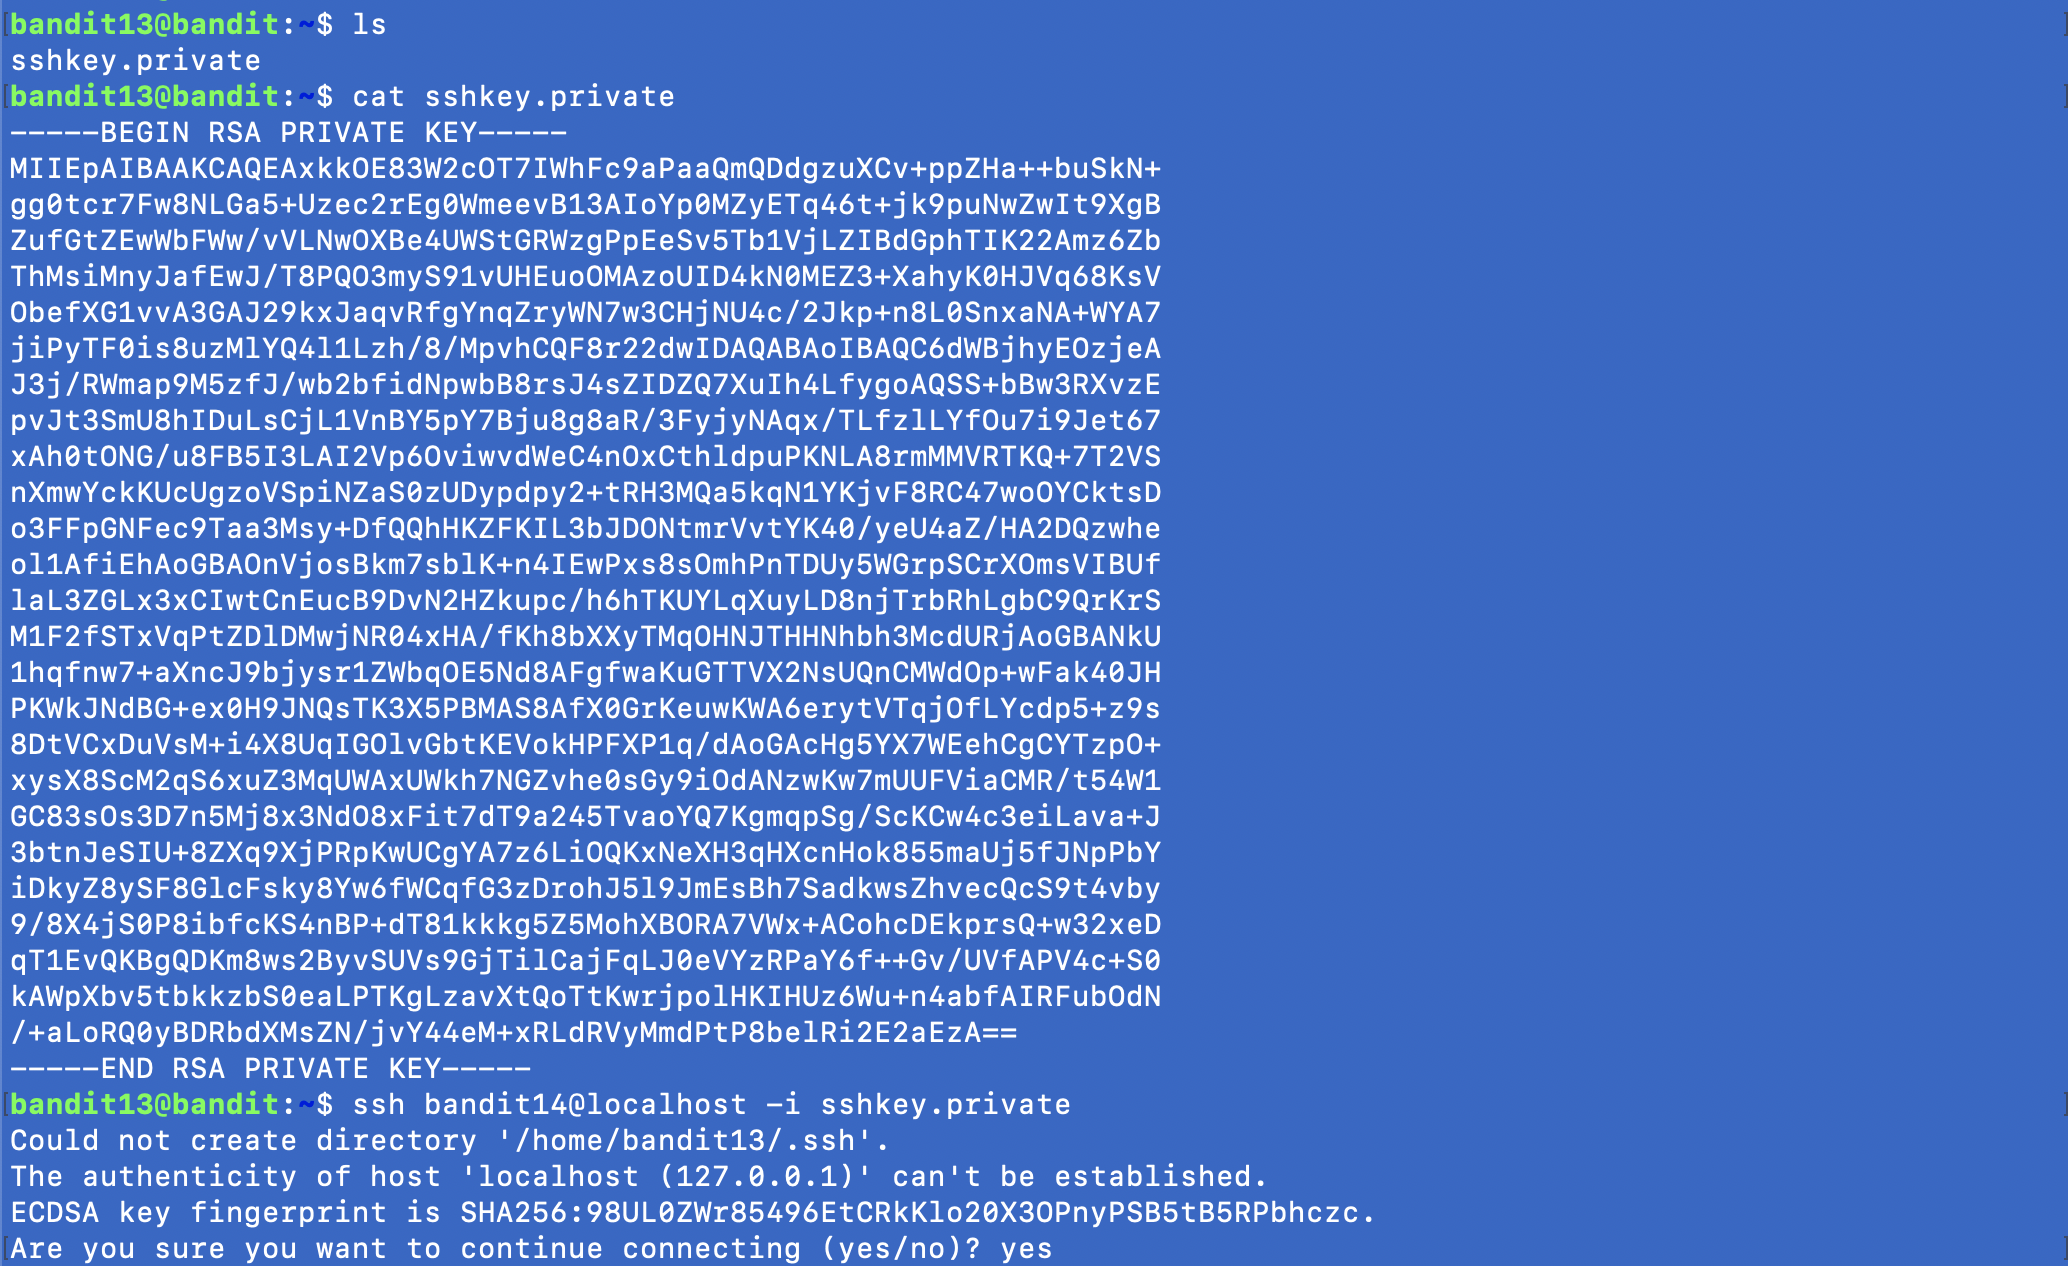 bandit13@bandit:~$ ls
sshkey.private
bandit13@bandit:~$ cat sshkey.private
-----BEGIN RSA PRIVATE KEY-----
MIIEpAIBAAKCAQEAxkkOE83W2cOT7IWhFc9aPaaQmQDdgzuXCv+ppZHa++buSkN+
gg0tcr7Fw8NLGa5+Uzec2rEg0WmeevB13AIoYp0MZyETq46t+jk9puNwZwIt9XgB
ZufGtZEwWbFWw/vVLNwOXBe4UWStGRWzgPpEeSv5Tb1VjLZIBdGphTIK22Amz6Zb
ThMsiMnyJafEwJ/T8PQO3myS91vUHEuoOMAzoUID4kN0MEZ3+XahyK0HJVq68KsV
ObefXG1vvA3GAJ29kxJaqvRfgYnqZryWN7w3CHjNU4c/2Jkp+n8L0SnxaNA+WYA7
jiPyTF0is8uzMlYQ4l1Lzh/8/MpvhCQF8r22dwIDAQABAoIBAQC6dWBjhyEOzjeA
J3j/RWmap9M5zfJ/wb2bfidNpwbB8rsJ4sZIDZQ7XuIh4LfygoAQSS+bBw3RXvzE
pvJt3SmU8hIDuLsCjL1VnBY5pY7Bju8g8aR/3FyjyNAqx/TLfzlLYfOu7i9Jet67
xAh0tONG/u8FB5I3LAI2Vp6OviwvdWeC4nOxCthldpuPKNLA8rmMMVRTKQ+7T2VS
nXmwYckKUcUgzoVSpiNZaS0zUDypdpy2+tRH3MQa5kqN1YKjvF8RC47woOYCktsD
o3FFpGNFec9Taa3Msy+DfQQhHKZFKIL3bJDONtmrVvtYK40/yeU4aZ/HA2DQzwhe
ol1AfiEhAoGBAOnVjosBkm7sblK+n4IEwPxs8sOmhPnTDUy5WGrpSCrXOmsVIBUf
laL3ZGLx3xCIwtCnEucB9DvN2HZkupc/h6hTKUYLqXuyLD8njTrbRhLgbC9QrKrS
M1F2fSTxVqPtZDlDMwjNR04xHA/fKh8bXXyTMqOHNJTHHNhbh3McdURjAoGBANkU
1hqfnw7+aXncJ9bjysr1ZWbqOE5Nd8AFgfwaKuGTTVX2NsUQnCMWdOp+wFak40JH
PKWkJNdBG+ex0H9JNQsTK3X5PBMAS8AfX0GrKeuwKWA6erytVTqjOfLYcdp5+z9s
8DtVCxDuVsM+i4X8UqIGOlvGbtKEVokHPFXP1q/dAoGAcHg5YX7WEehCgCYTzpO+
xysX8ScM2qS6xuZ3MqUWAxUWkh7NGZvhe0sGy9iOdANzwKw7mUUFViaCMR/t54W1
GC83sOs3D7n5Mj8x3NdO8xFit7dT9a245TvaoYQ7KgmqpSg/ScKCw4c3eiLava+J
3btnJeSIU+8ZXq9XjPRpKwUCgYA7z6LiOQKxNeXH3qHXcnHok855maUj5fJNpPbY
iDkyZ8ySF8GlcFsky8Yw6fWCqfG3zDrohJ5l9JmEsBh7SadkwsZhvecQcS9t4vby
9/8X4jS0P8ibfcKS4nBP+dT81kkkg5Z5MohXBORA7VWx+ACohcDEkprsQ+w32xeD
qT1EvQKBgQDKm8ws2ByvSUVs9GjTilCajFqLJ0eVYzRPaY6f++Gv/UVfAPV4c+S0
kAWpXbv5tbkkzbS0eaLPTKgLzavXtQoTtKwrjpolHKIHUz6Wu+n4abfAIRFubOdN
/+aLoRQ0yBDRbdXMsZN/jvY44eM+xRLdRVyMmdPtP8belRi2E2aEzA==
-----END RSA PRIVATE KEY-----
bandit13@bandit:~$ ssh bandit14@localhost -i sshkey.private
Could not create directory '/home/bandit13/.ssh'.
The authenticity of host 'localhost (127.0.0.1)' can't be established.
ECDSA key fingerprint is SHA256:98UL0ZWr85496EtCRkKlo20X3OPnyPSB5tB5RPbhczc.
Are you sure you want to continue connecting (yes/no)? yes